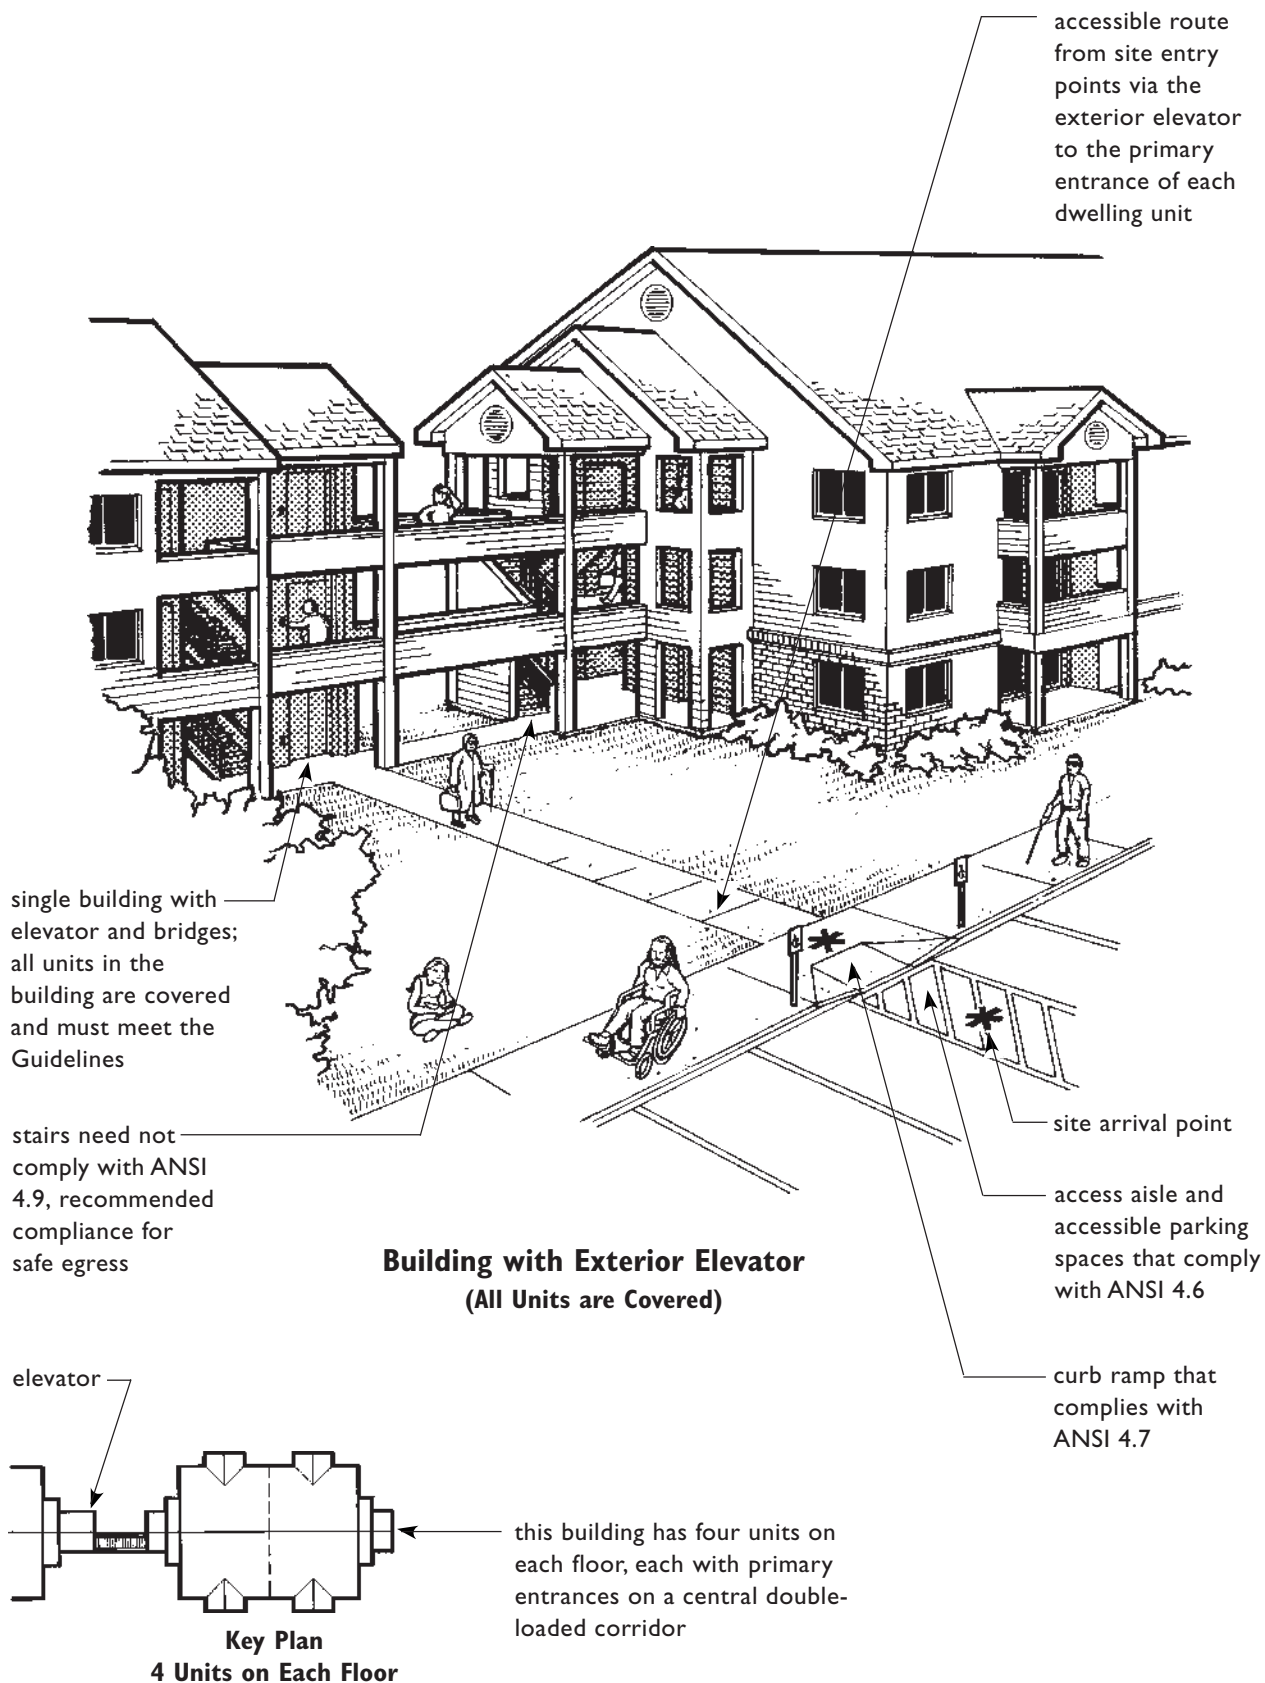 accessible route
from site entry
points via the
exterior elevator
to the primary
entrance of each
dwelling unit
single building with
elevator and bridges;
all units in the
building are covered
and must meet the
Guidelines
stairs need not
comply with ANSI
4.9, recommended
compliance for
safe egress
site arrival point
access aisle and
accessible parking
spaces that comply
with ANSI 4.6
Building with Exterior Elevator
(All Units are Covered)
curb ramp that
complies with
ANSI 4.7
elevator
this building has four units on
each floor, each with primary
entrances on a central double-
loaded corridor
Key Plan
4 Units on Each Floor